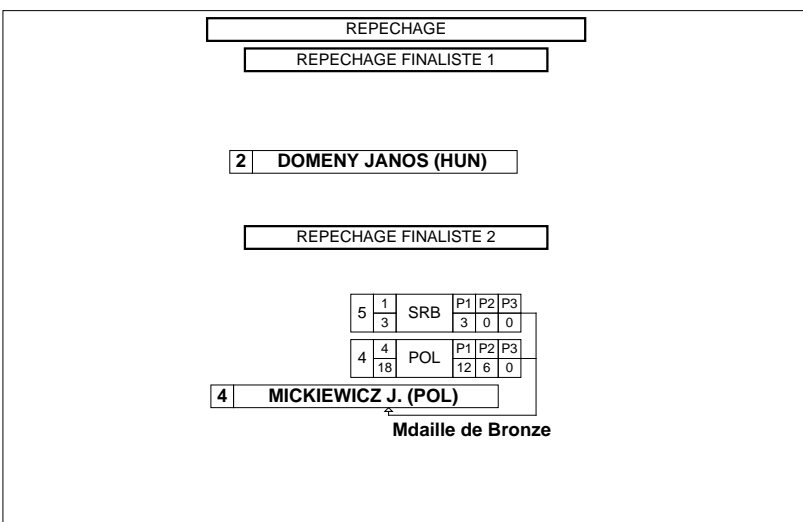 REPECHAGE
REPECHAGE FINALISTE 1
2 DOMENY JANOS (HUN)
REPECHAGE FINALISTE 2
5 1 SRB P1 P2 P3
3 3 0 0
4 4 POL P1 P2 P3
18 12 6 0
4 MICKIEWICZ J. (POL)
Mdaille de Bronze